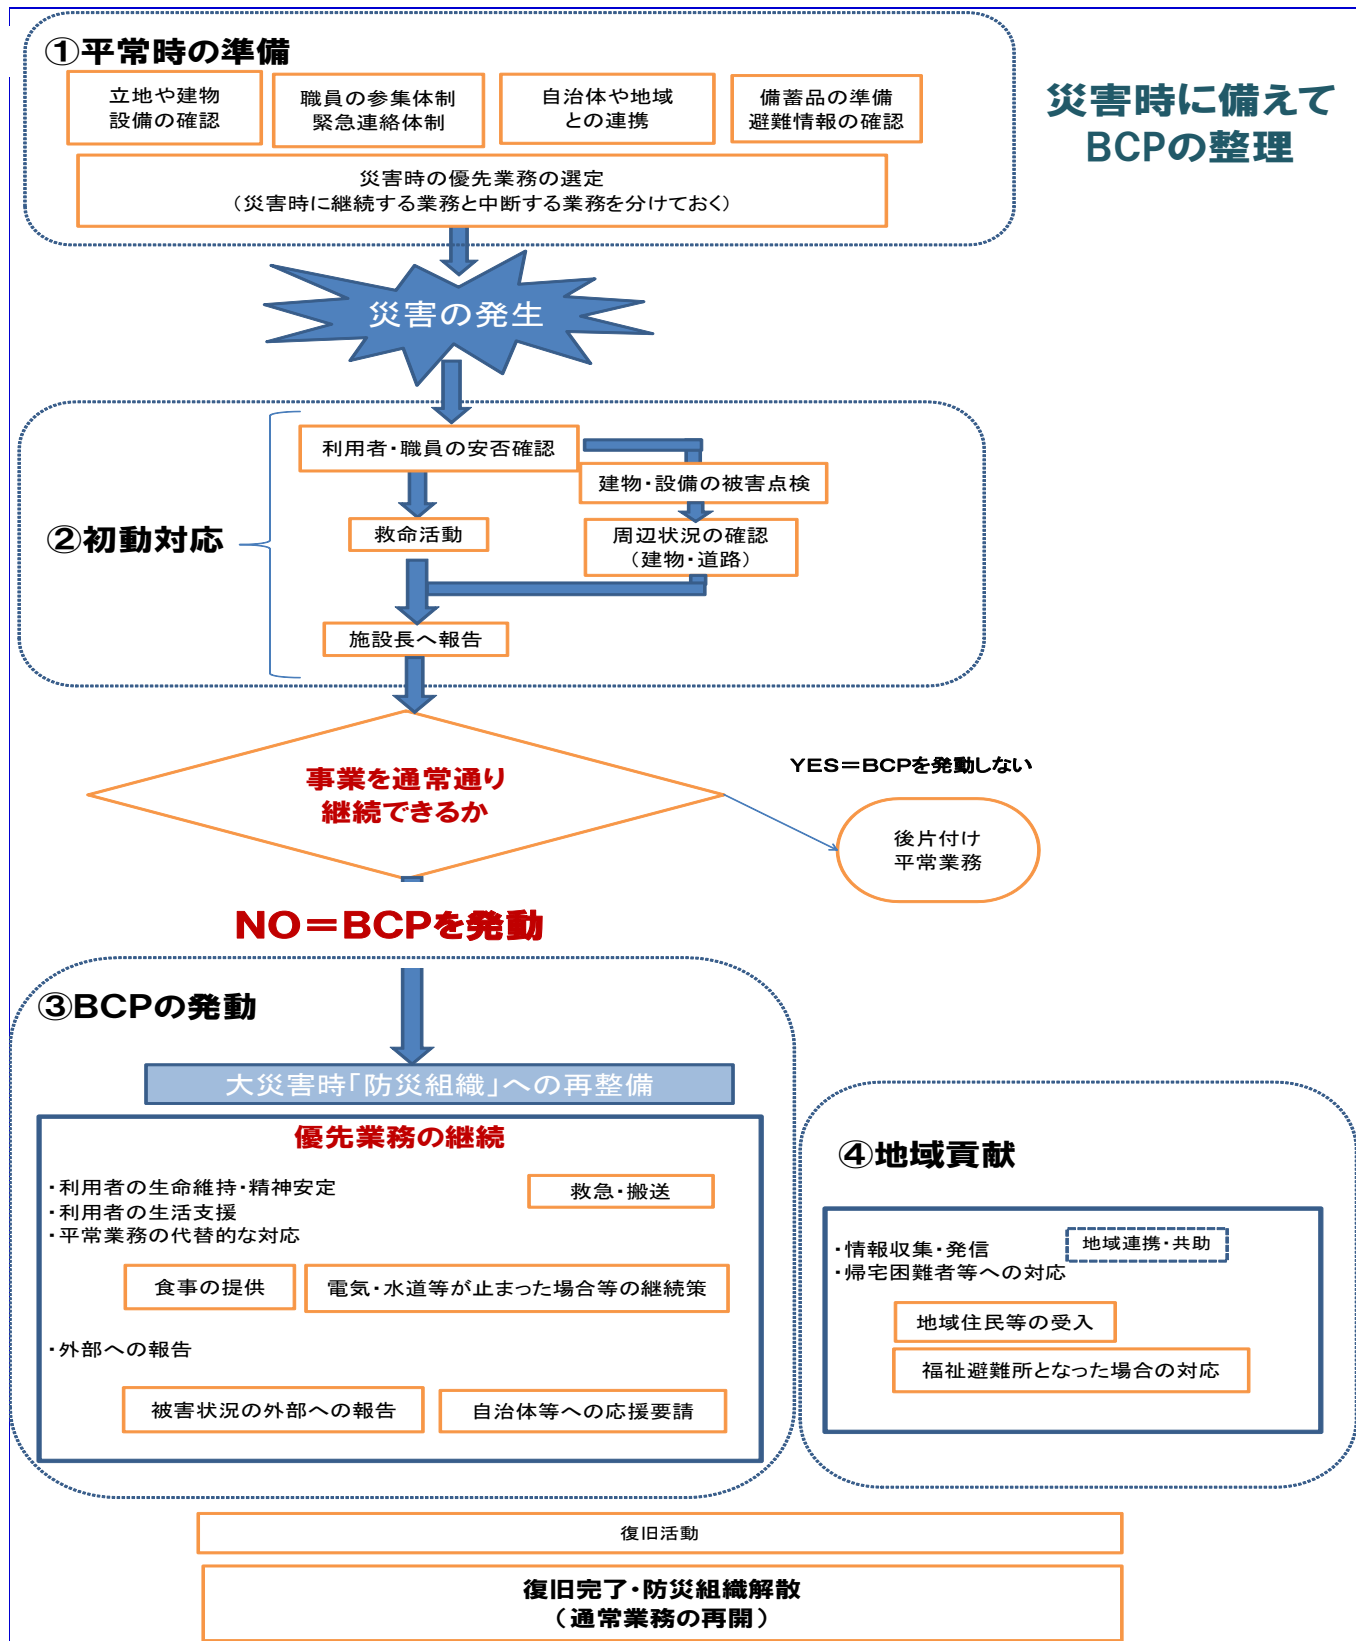 ①平常時の準備
災害時に備えて
BCPの整理
立地や建物
設備の確認
職員の参集体制
緊急連絡体制
自治体や地域
との連携
備蓄品の準備
避難情報の確認
災害時の優先業務の選定
（災害時に継続する業務と中断する業務を分けておく）
災害の発生
②初動対応
利用者・職員の安否確認
建物・設備の被害点検
救命活動
周辺状況の確認
（建物・道路）
施設長へ報告
事業を通常通り
継続できるか
YES＝BCPを発動しない
後片付け
平常業務
NO＝BCPを発動
③BCPの発動
大災害時「防災組織」への再整備
優先業務の継続
・利用者の生命維持・精神安定
・利用者の生活支援
・平常業務の代替的な対応
救急・搬送
食事の提供
電気・水道等が止まった場合等の継続策
・外部への報告
被害状況の外部への報告
自治体等への応援要請
④地域貢献
・情報収集・発信
・帰宅困難者等への対応
地域連携・共助
地域住民等の受入
福祉避難所となった場合の対応
復旧活動
復旧完了・防災組織解散
（通常業務の再開）